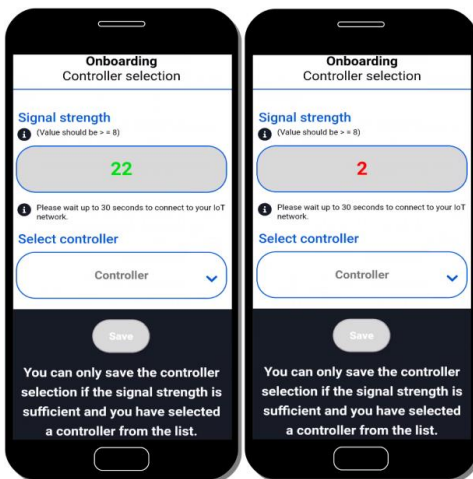 Onboarding
Controller selection
Signal strength
i (Value should be > = 8)
22
i Please wait up to 30 seconds to connect to your IoT
network.
Select controller
Controller
Save
You can only save the controller
selection if the signal strength is
sufficient and you have selected
a controller from the list.
Onboarding
Controller selection
Signal strength
i (Value should be > = 8)
2
i Please wait up to 30 seconds to connect to your IoT
network.
Select controller
Controller
Save
You can only save the controller
selection if the signal strength is
sufficient and you have selected
a controller from the list.